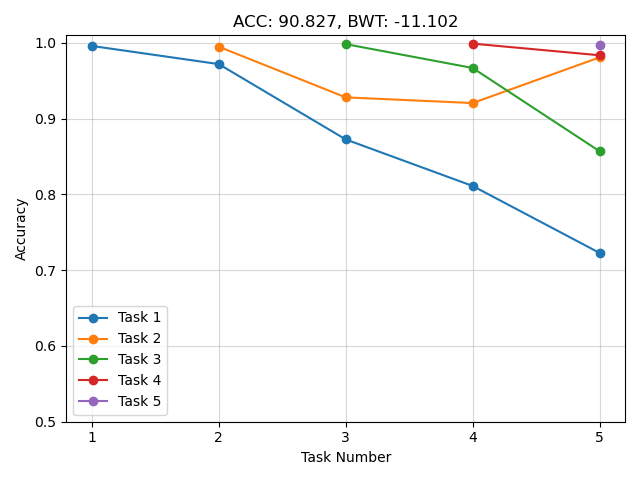 ACC: 90.827, BWT: -11.102
1.0
0.9
0.8
0.7
0.6
0.5
Accuracy
Task 1
Task 2
Task 3
Task 4
Task 5
1 2 3 4 5
Task Number